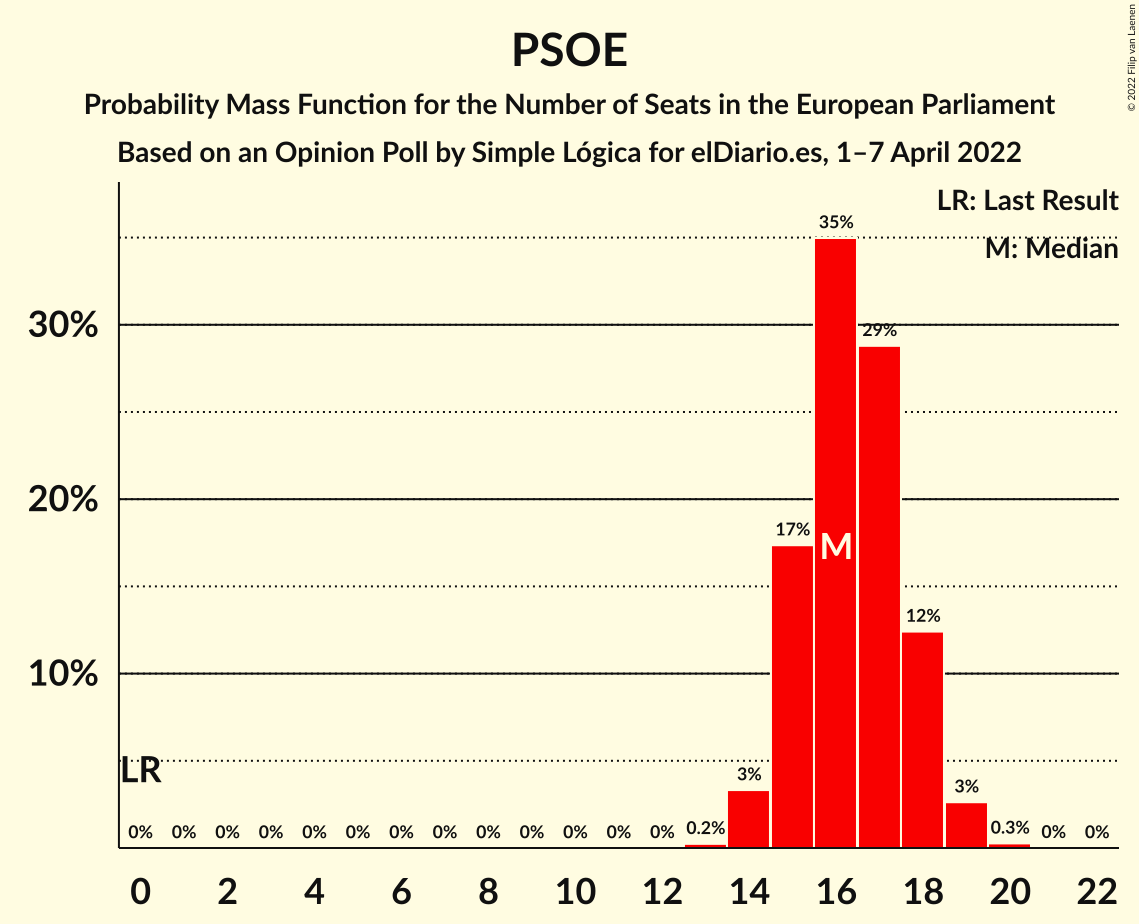 PSOE
Probability Mass Function for the Number of Seats in the European Parliament
Based on an Opinion Poll by Simple Lógica for elDiario.es, 1–7 April 2022
© 2022 Filip van Laenen
LR: Last Result
M: Median
35%
30%
29%
20%
17%
M
12%
10%
LR
3%
3%
0% 0% 0% 0% 0% 0% 0% 0% 0% 0% 0% 0% 0% 0.2% 0.3% 0% 0%
0 2 4 6 8 10 12 14 16 18 20 22